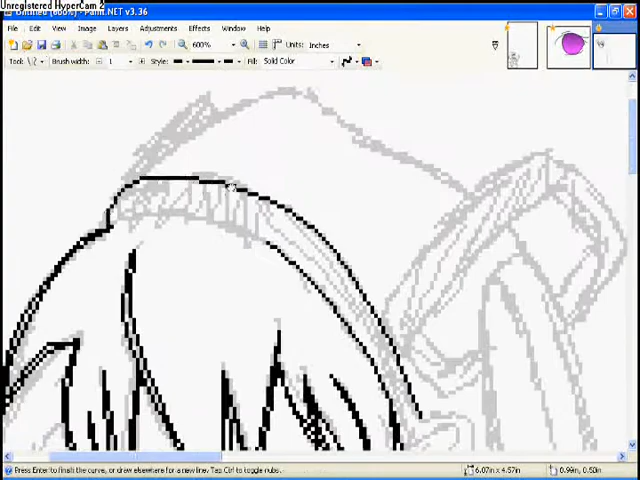 Unregistered HyperCam 2
Paint.NET v3.36
File Edit View Image Layers Adjustments Effects Window Help
600% Units: Inches
Tool: Brush width: 1 Style: Fill: Solid Color
Press Enter to finish the curve, or draw elsewhere for a new line. Tap Ctrl to toggle nubs.
6.07in x 4.57in
0.99in, 0.50in